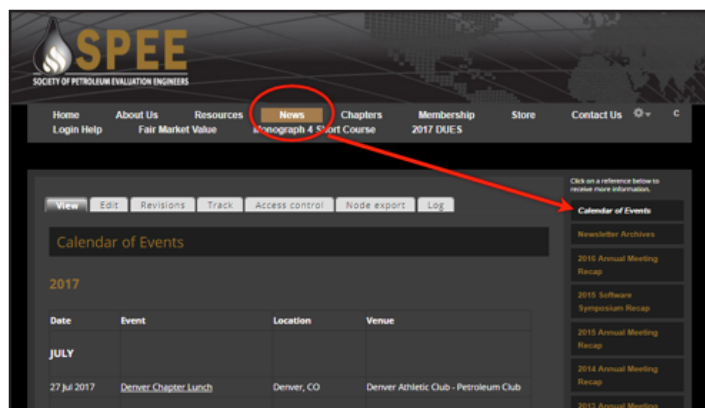 SPEE
SOCIETY OF PETROLEUM EVALUATION ENGINEERS
Home About Us Resources News Chapters Membership Store Contact Us C
Login Help Fair Market Value Monograph 4 Short Course 2017 DUES
Click on a reference below to
receive more information.
View Edit Revisions Track Access control Node export Log
Calendar of Events
Newsletter Archives
2016 Annual Meeting
Recap
2015 Software
Symposium Recap
2015 Annual Meeting
Recap
2014 Annual Meeting
Recap
2013 Annual Meeting
Calendar of Events
2017
Date Event Location Venue
JULY
27 Jul 2017 Denver Chapter Lunch Denver, CO Denver Athletic Club - Petroleum Club